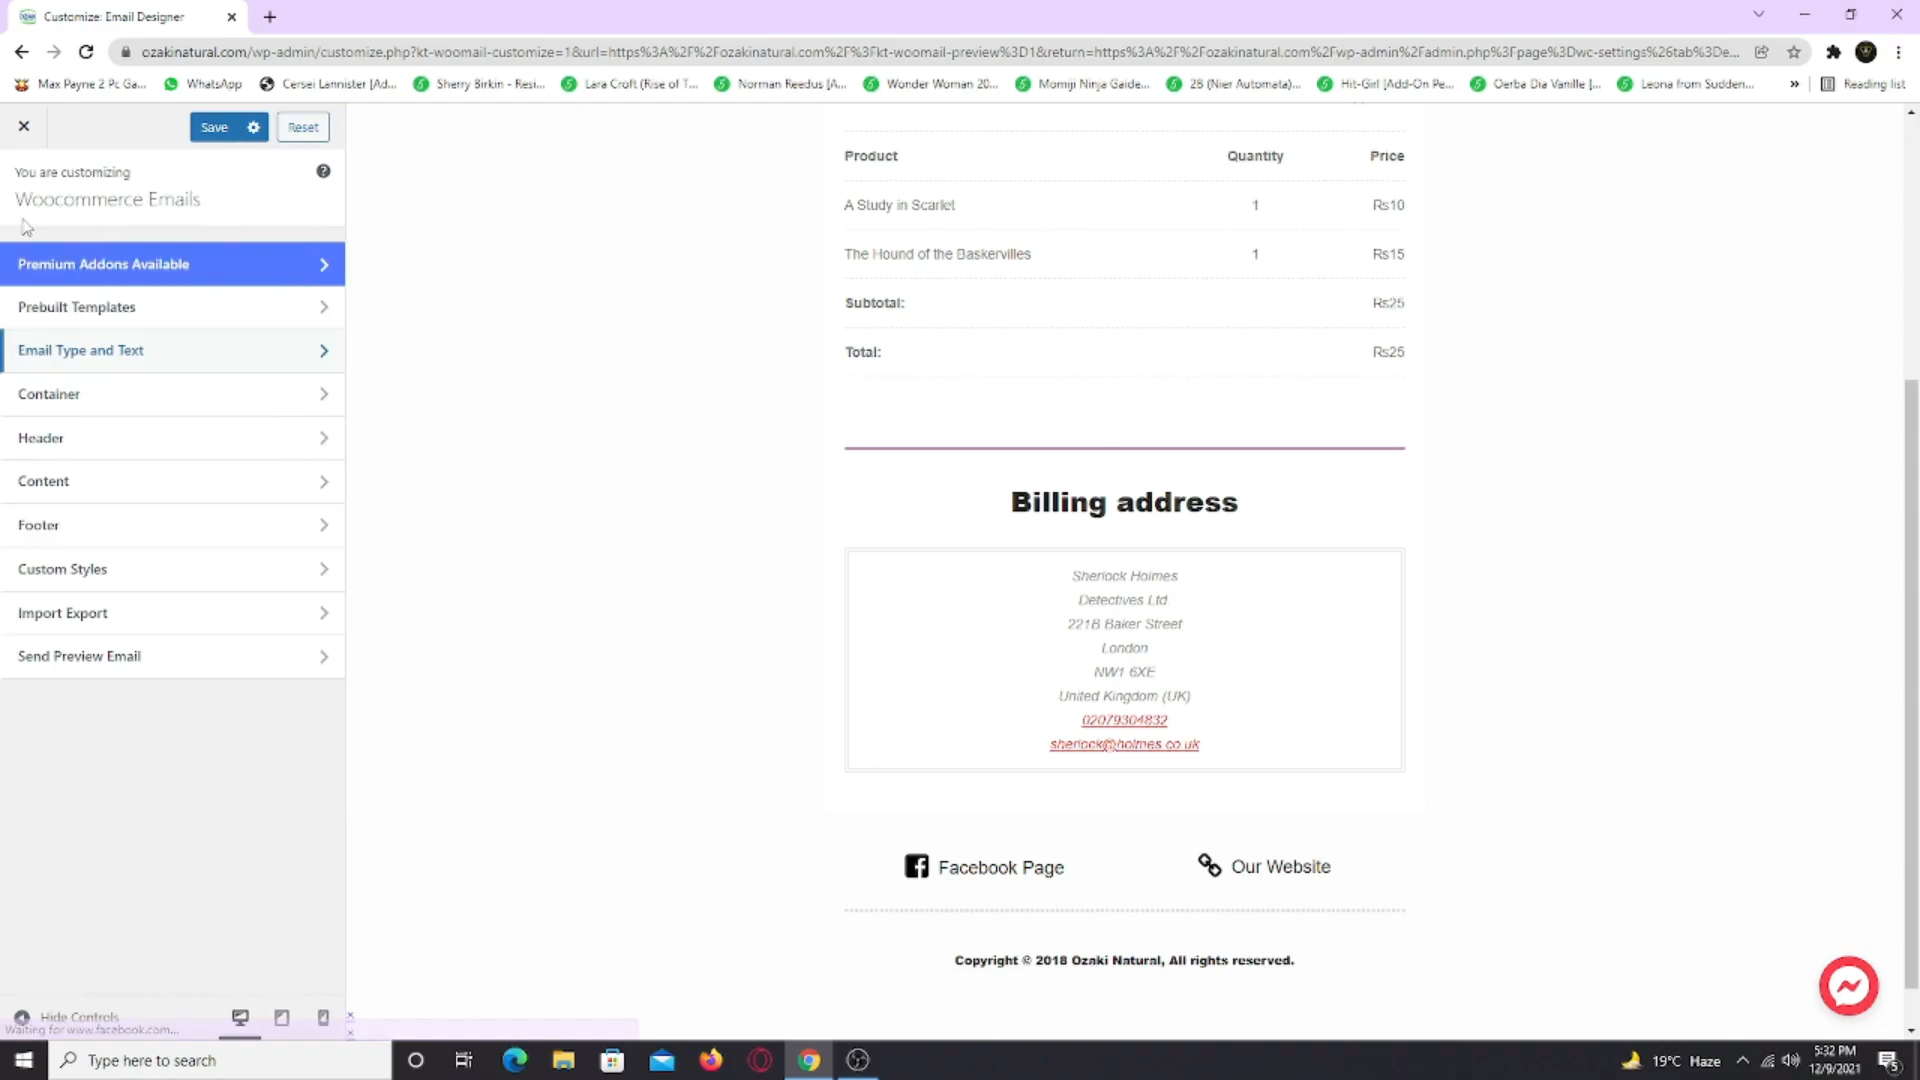 Customize: Email Designer
ozakinatural.com/wp-admin/customize.php?kt-woomail-customize=1&url=https%3A%2F%2Fozakinatural.com%2F%3Fkt-woomail-preview%3D1&return=https%3A%2F%2Fozakinatural.com%2Fwp-admin%2Fadmin.php%3Fpage%3Dwc-settings%26tab%3De...
Max Payne 2 Pc Ga... WhatsApp Cersei Lannister [Ad... Sherry Birkin - Resi... Lara Croft (Rise of T... Norman Reedus [A... Wonder Woman 20... Momiji Ninja Gaide... 2B (Nier Automata)... Hit-Girl [Add-On Pe... Oerba Dia Vanille [... Leona from Sudden... » Reading list
Save Reset
You are customizing
Woocommerce Emails
Premium Addons Available
Prebuilt Templates
Email Type and Text
Container
Header
Content
Footer
Custom Styles
Import Export
Send Preview Email
Hide Controls
Waiting for www.facebook.com...
Product Quantity Price
A Study in Scarlet 1 Rs10
The Hound of the Baskervilles 1 Rs15
Subtotal: Rs25
Total: Rs25
Billing address
Sherlock Holmes
Detectives Ltd.
221B Baker Street
London
NW1 6XE
United Kingdom (UK)
02079304832
sherlock@holmes.co.uk
Facebook Page Our Website
Copyright © 2018 Ozaki Natural, All rights reserved.
Type here to search
19°C Haze
5:32 PM
12/9/2021
5